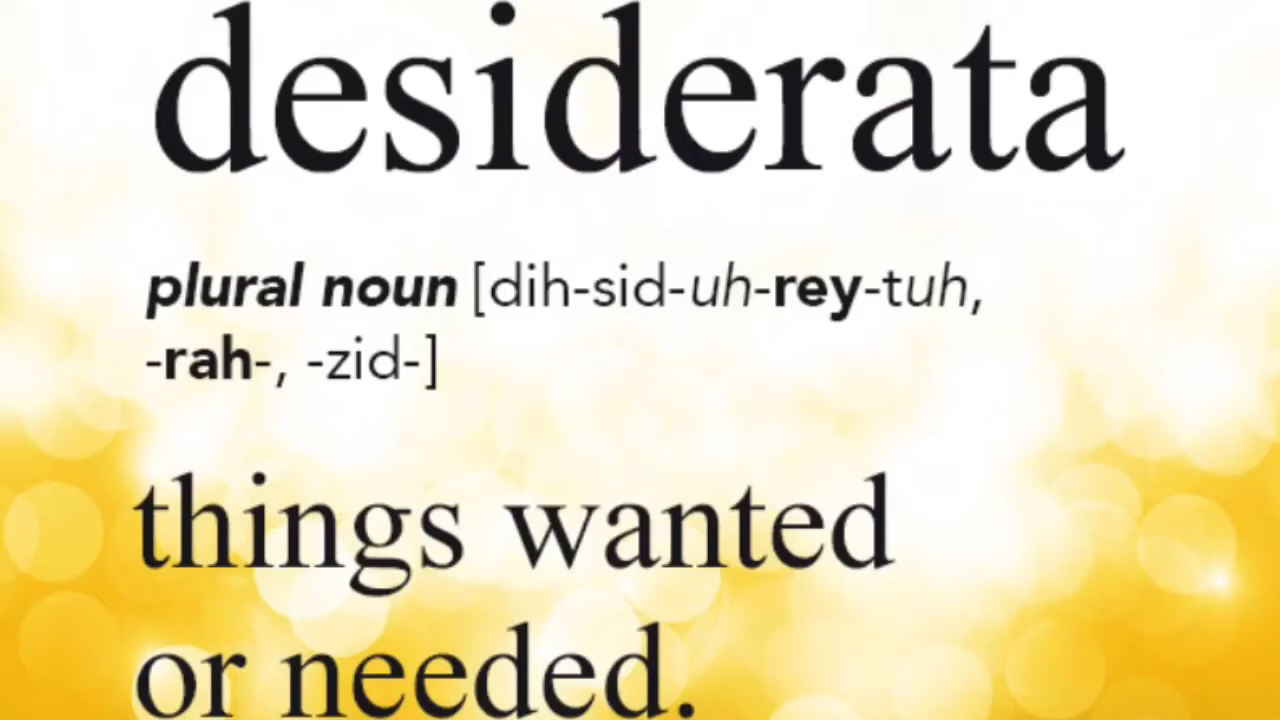 desiderata
plural noun [dih-sid-uh-rey-tuh,
-rah-, -zid-]
things wanted
or needed.